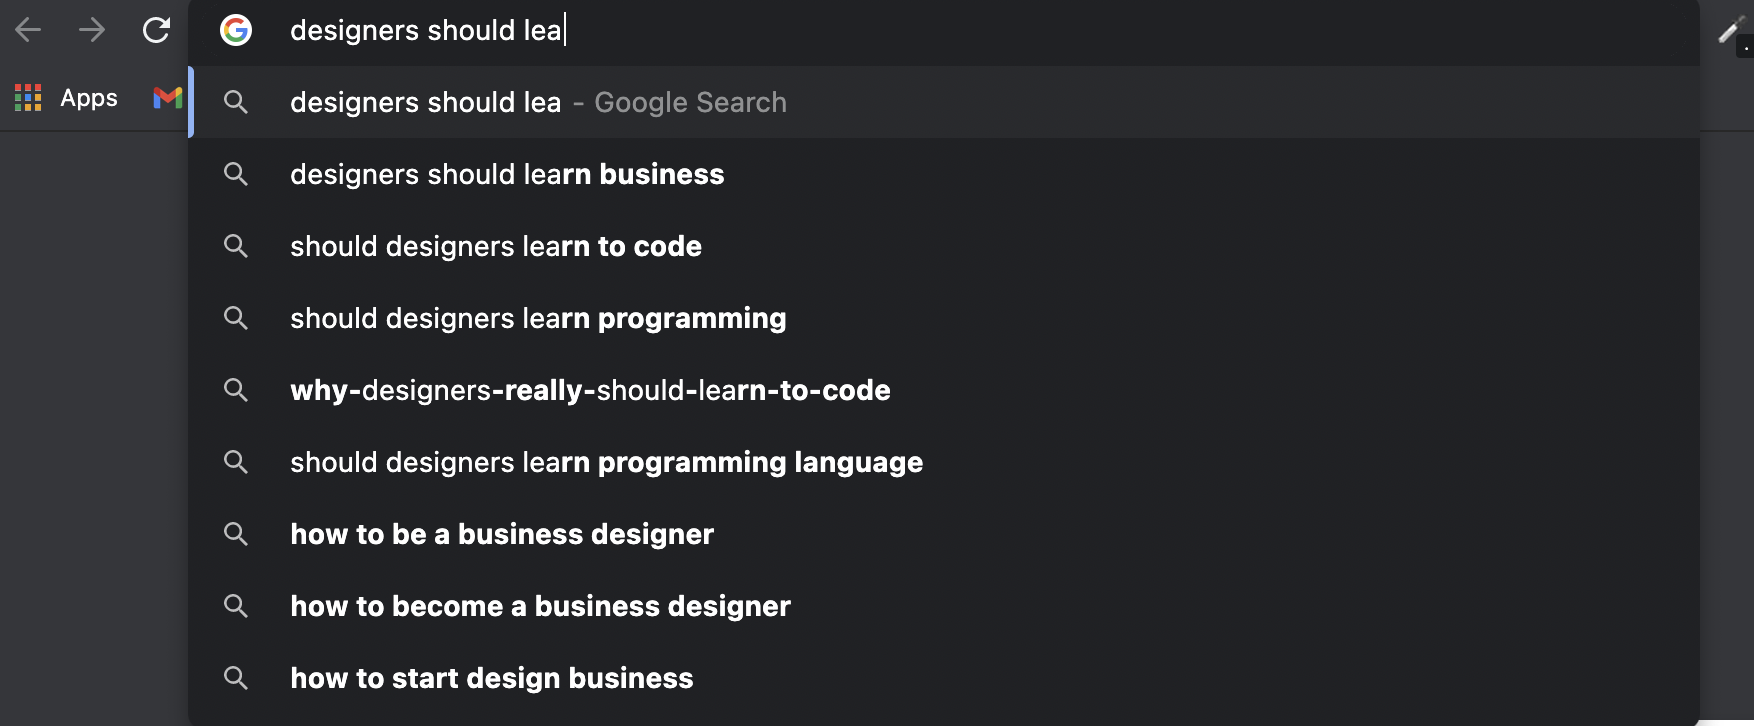 designers should lea
Apps
designers should lea - Google Search
designers should learn business
should designers learn to code
should designers learn programming
why-designers-really-should-learn-to-code
should designers learn programming language
how to be a business designer
how to become a business designer
how to start design business